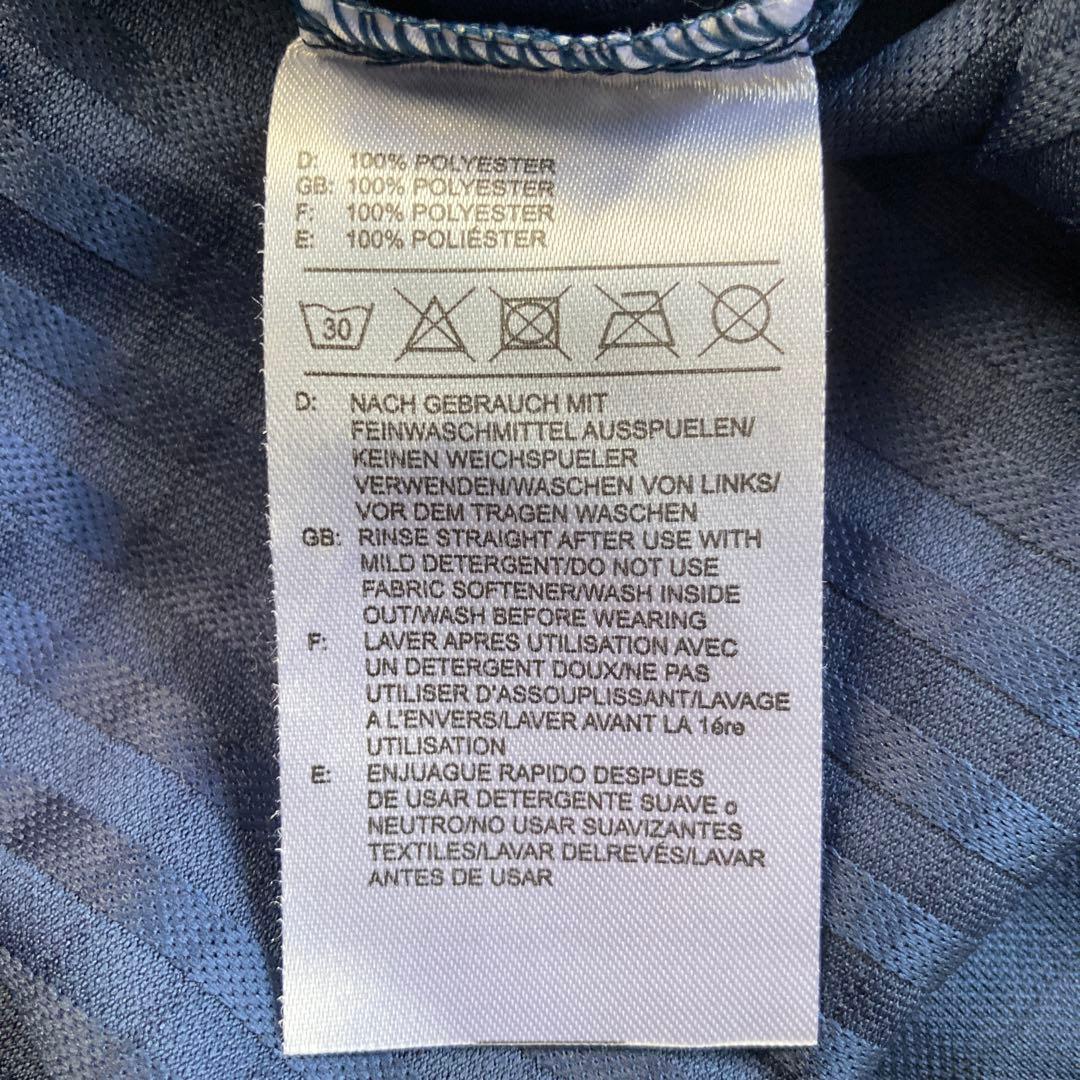 D: 100% POLYESTER
GB: 100% POLYESTER
F: 100% POLYESTER
E: 100% POLIÉSTER
30
D: NACH GEBRAUCH MIT
FEINWASCHMITTEL AUSSPUELEN/
KEINEN WEICHSPUELER
VERWENDEN/WASCHEN VON LINKS/
VOR DEM TRAGEN WASCHEN
GB: RINSE STRAIGHT AFTER USE WITH
MILD DETERGENT/DO NOT USE
FABRIC SOFTENER/WASH INSIDE
OUT/WASH BEFORE WEARING
F: LAVER APRES UTILISATION AVEC
UN DETERGENT DOUX/NE PAS
UTILISER D'ASSOUPLISSANT/LAVAGE
A L'ENVERS/LAVER AVANT LA 1ére
UTILISATION
E: ENJUAGUE RAPIDO DESPUES
DE USAR DETERGENTE SUAVE o
NEUTRO/NO USAR SUAVIZANTES
TEXTILES/LAVAR DELREVÉS/LAVAR
ANTES DE USAR